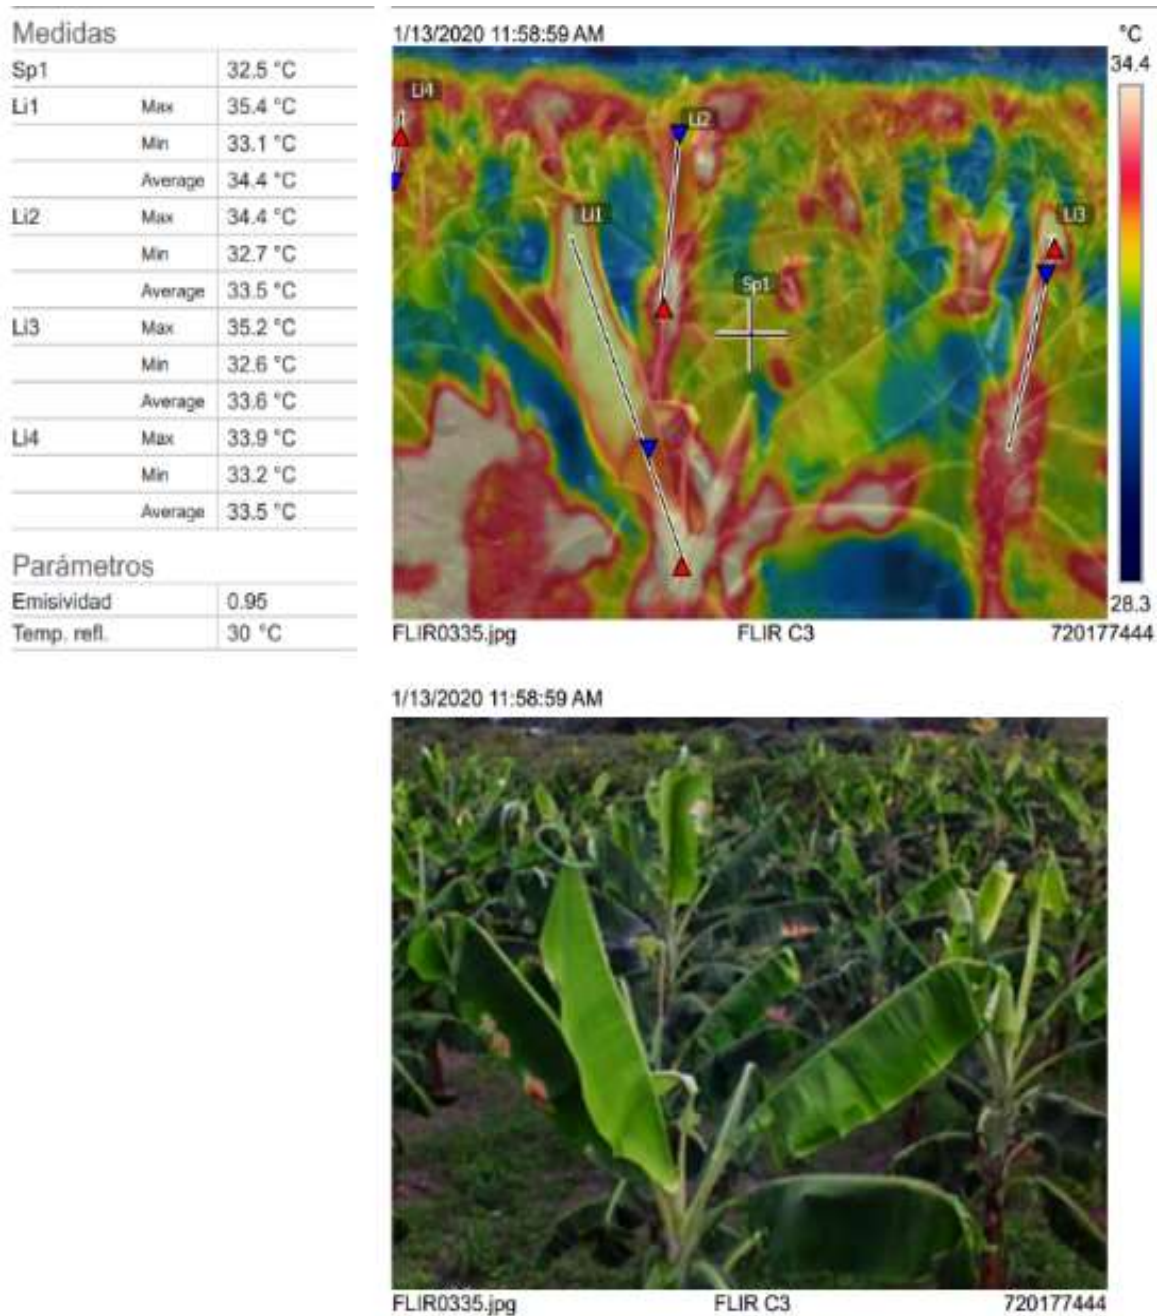 Medidas
Sp1 32.5 °C
Li1 Max 35.4 °C
Min 33.1 °C
Average 34.4 °C
Li2 Max 34.4 °C
Min 32.7 °C
Average 33.5 °C
Li3 Max 35.2 °C
Min 32.6 °C
Average 33.6 °C
Li4 Max 33.9 °C
Min 33.2 °C
Average 33.5 °C
Parámetros
Emisividad 0.95
Temp. refl. 30 °C
1/13/2020 11:58:59 AM
°C
34.4
Li4
Li2
Li1
Li3
Sp1
28.3
FLIR0335.jpg FLIR C3 720177444
1/13/2020 11:58:59 AM
FLIR0335.jpg FLIR C3 720177444